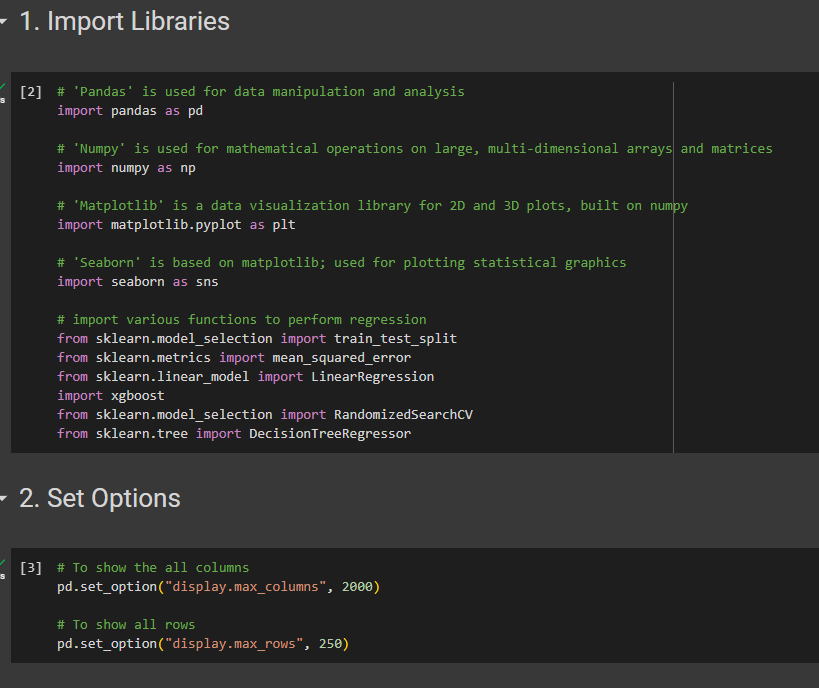 1. Import Libraries
[2] # 'Pandas' is used for data manipulation and analysis
import pandas as pd
# 'Numpy' is used for mathematical operations on large, multi-dimensional arrays and matrices
import numpy as np
# 'Matplotlib' is a data visualization library for 2D and 3D plots, built on numpy
import matplotlib.pyplot as plt
# 'Seaborn' is based on matplotlib; used for plotting statistical graphics
import seaborn as sns
# import various functions to perform regression
from sklearn.model_selection import train_test_split
from sklearn.metrics import mean_squared_error
from sklearn.linear_model import LinearRegression
import xgboost
from sklearn.model_selection import RandomizedSearchCV
from sklearn.tree import DecisionTreeRegressor
2. Set Options
[3] # To show the all columns
pd.set_option("display.max_columns", 2000)
# To show all rows
pd.set_option("display.max_rows", 250)